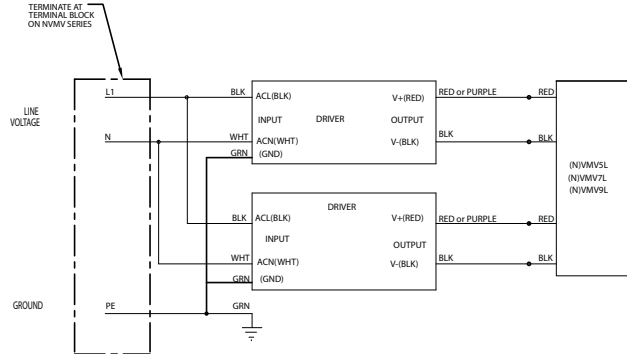 TERMINATE AT
TERMINAL BLOCK
ON NVMV SERIES
LINE
VOLTAGE
L1
N
BLK
WHT
GRN
ACL(BLK)
INPUT
DRIVER
ACN(WHT)
(GND)
V+(RED)
OUTPUT
V-(BLK)
RED or PURPLE
BLK
RED
BLK
(N)VMV5L
(N)VMV7L
(N)VMV9L
BLK
WHT
GRN
DRIVER
ACL(BLK)
INPUT
ACN(WHT)
(GND)
V+(RED)
OUTPUT
V-(BLK)
RED or PURPLE
BLK
RED
BLK
GROUND
PE
GRN